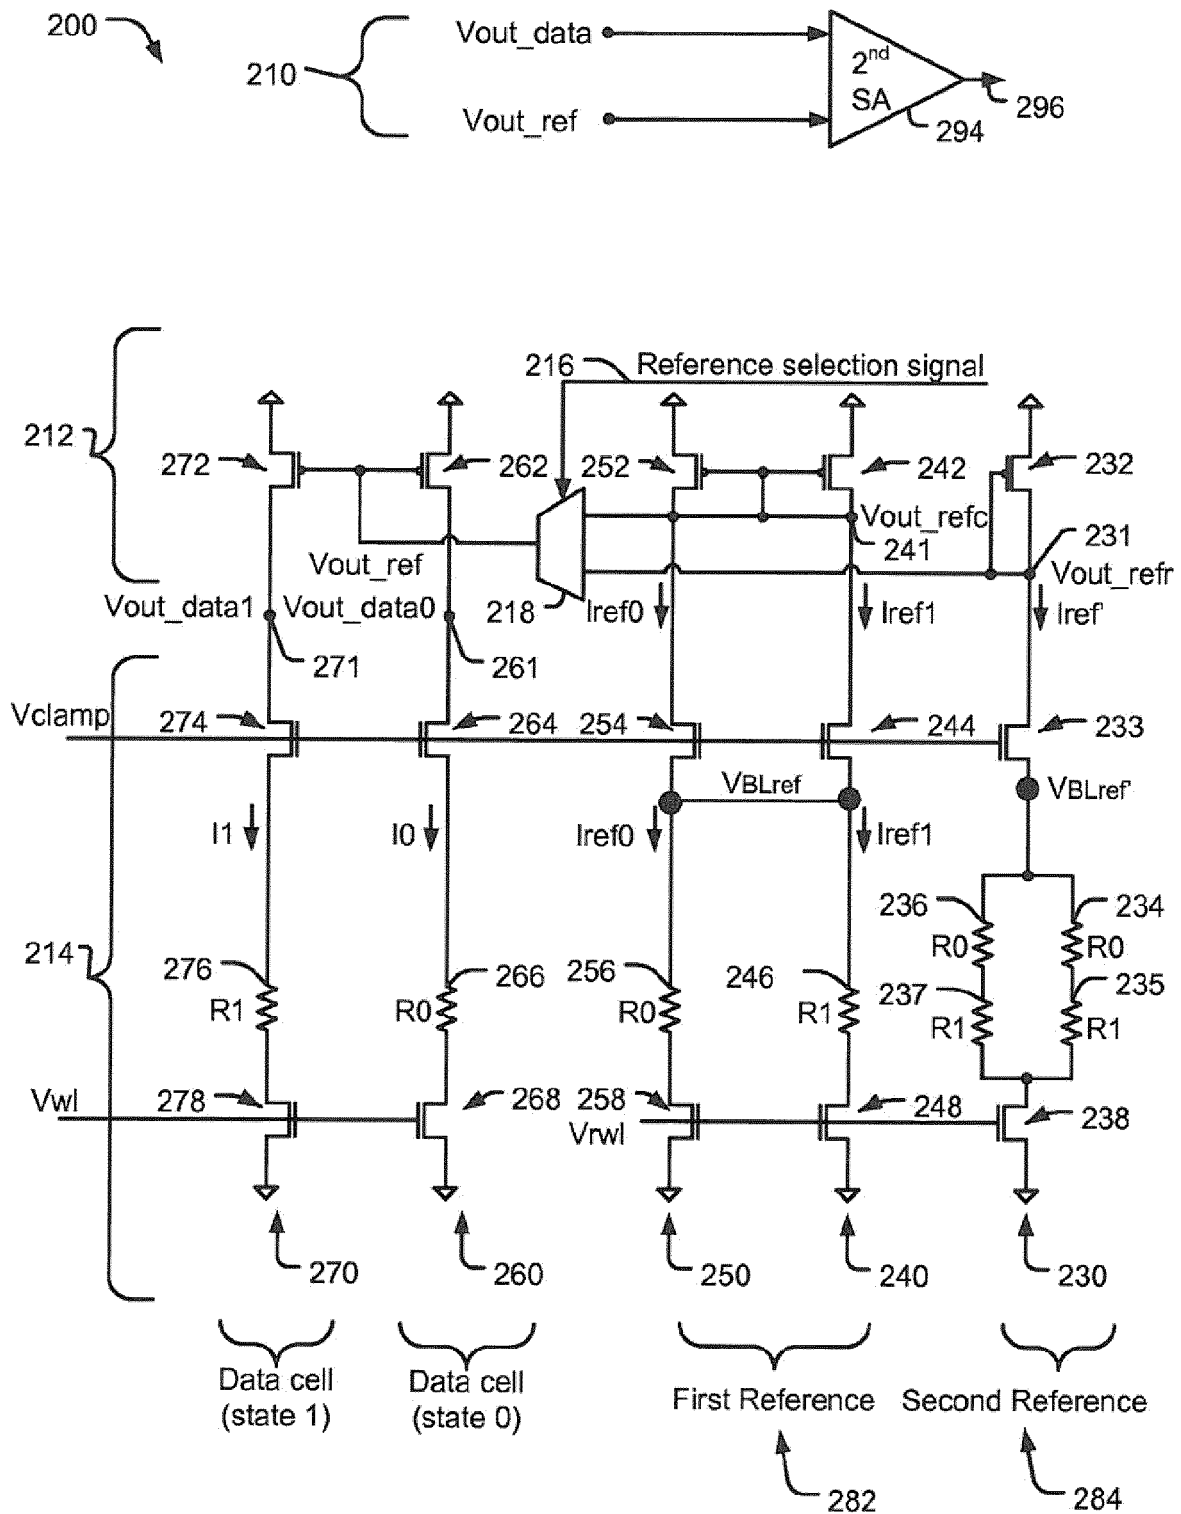 200
210
Vout_data
Vout_ref
2nd
SA
294
296
212
216
Reference selection signal
272
262
252
242
232
Vout_ref
Vout_refc
241
231
Vout_refr
Vout_data1
Vout_data0
218
Iref0
Iref1
Iref'
271
261
Vclamp
274
264
254
244
233
VBLref
VBLref'
I1
I0
Iref0
Iref1
214
276
R1
266
R0
256
R0
246
R1
236
R0
234
R0
237
R1
235
R1
Vwl
278
268
258
Vrwl
248
238
270
260
250
240
230
Data cell
(state 1)
Data cell
(state 0)
First Reference
Second Reference
282
284